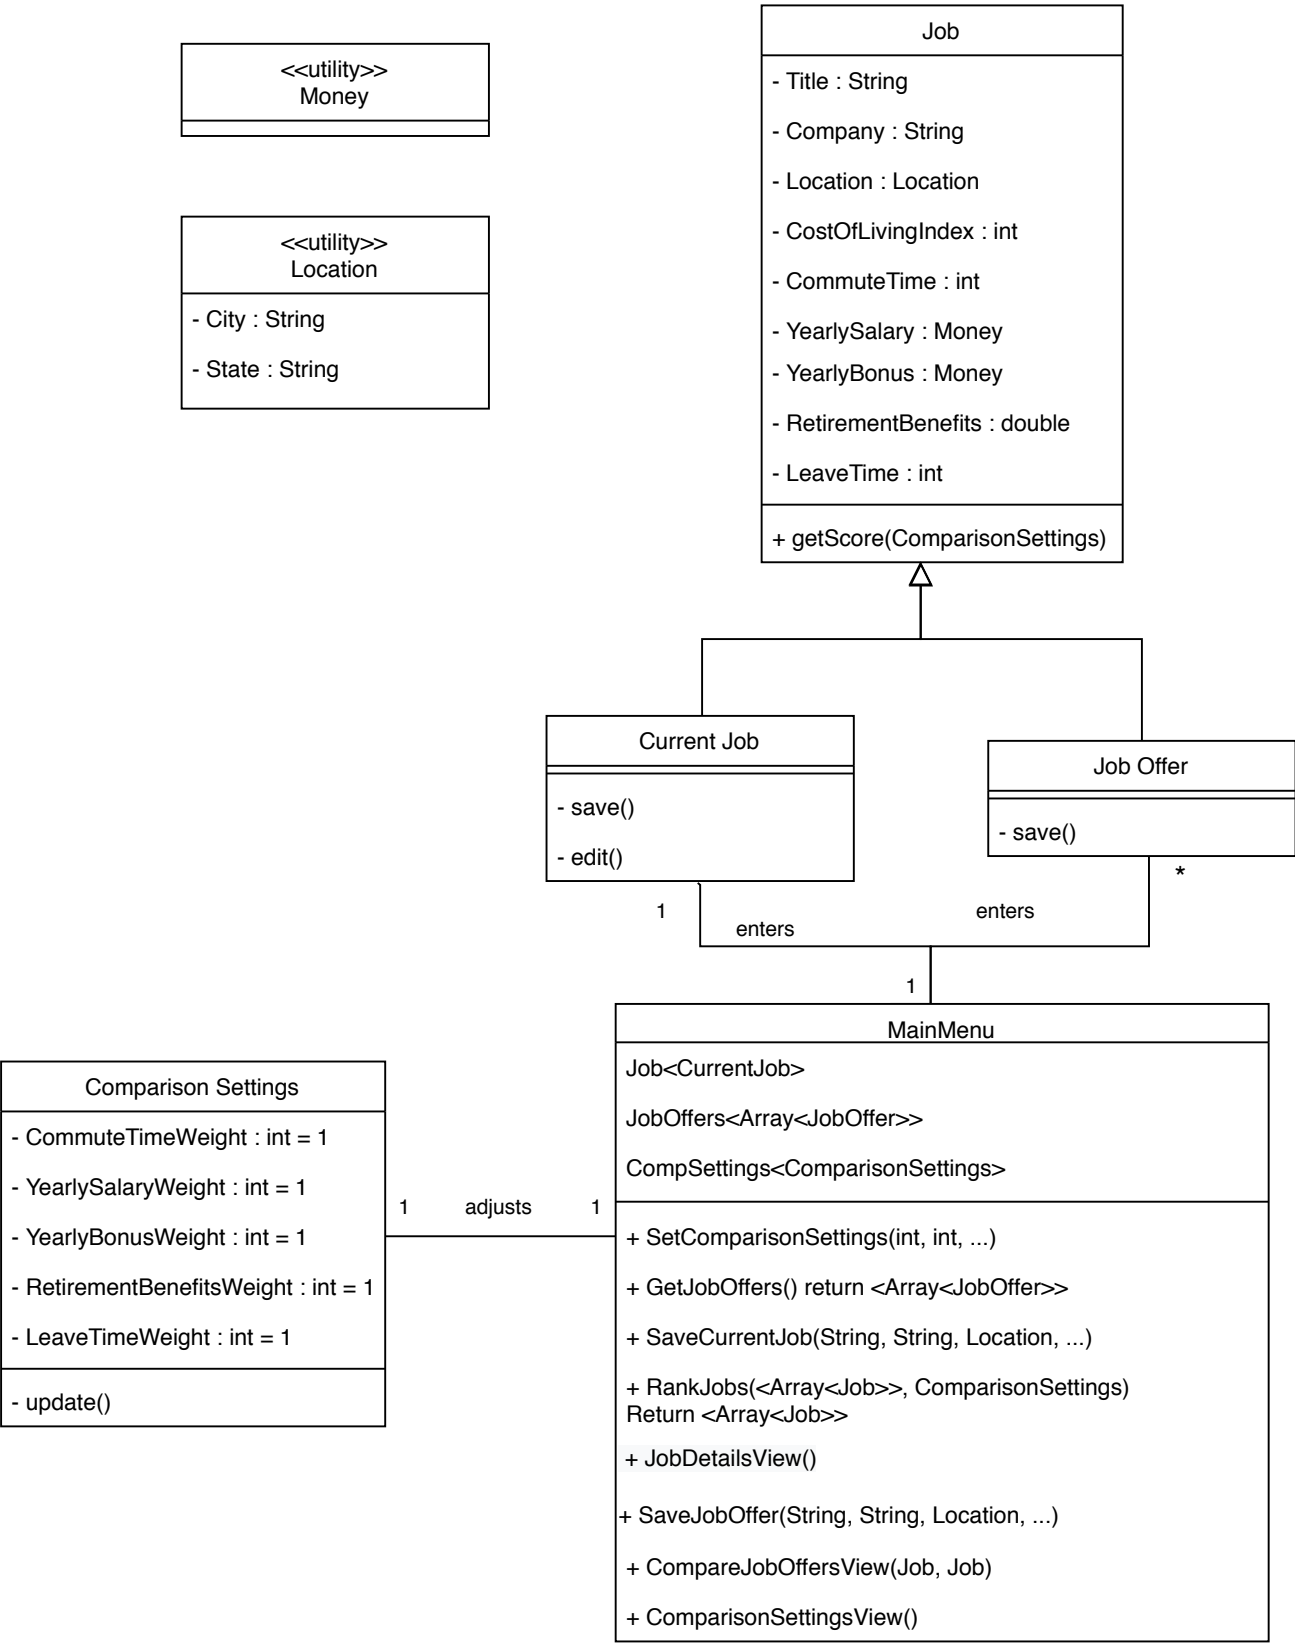 Job
- Title : String
- Company : String
- Location : Location
- CostOfLivingIndex : int
- CommuteTime : int
- YearlySalary : Money
- YearlyBonus : Money
- RetirementBenefits : double
- LeaveTime : int
+ getScore(ComparisonSettings)
<<utility>>
Money
<<utility>>
Location
- City : String
- State : String
Current Job
- save()
- edit()
Job Offer
- save()
1
enters
enters
*
1
MainMenu
Job<CurrentJob>
JobOffers<Array<JobOffer>>
CompSettings<ComparisonSettings>
+ SetComparisonSettings(int, int, ...)
+ GetJobOffers() return <Array<JobOffer>>
+ SaveCurrentJob(String, String, Location, ...)
+ RankJobs(<Array<Job>>, ComparisonSettings)
Return <Array<Job>>
+ JobDetailsView()
+ SaveJobOffer(String, String, Location, ...)
+ CompareJobOffersView(Job, Job)
+ ComparisonSettingsView()
Comparison Settings
- CommuteTimeWeight : int = 1
- YearlySalaryWeight : int = 1
- YearlyBonusWeight : int = 1
- RetirementBenefitsWeight : int = 1
- LeaveTimeWeight : int = 1
- update()
1 adjusts 1